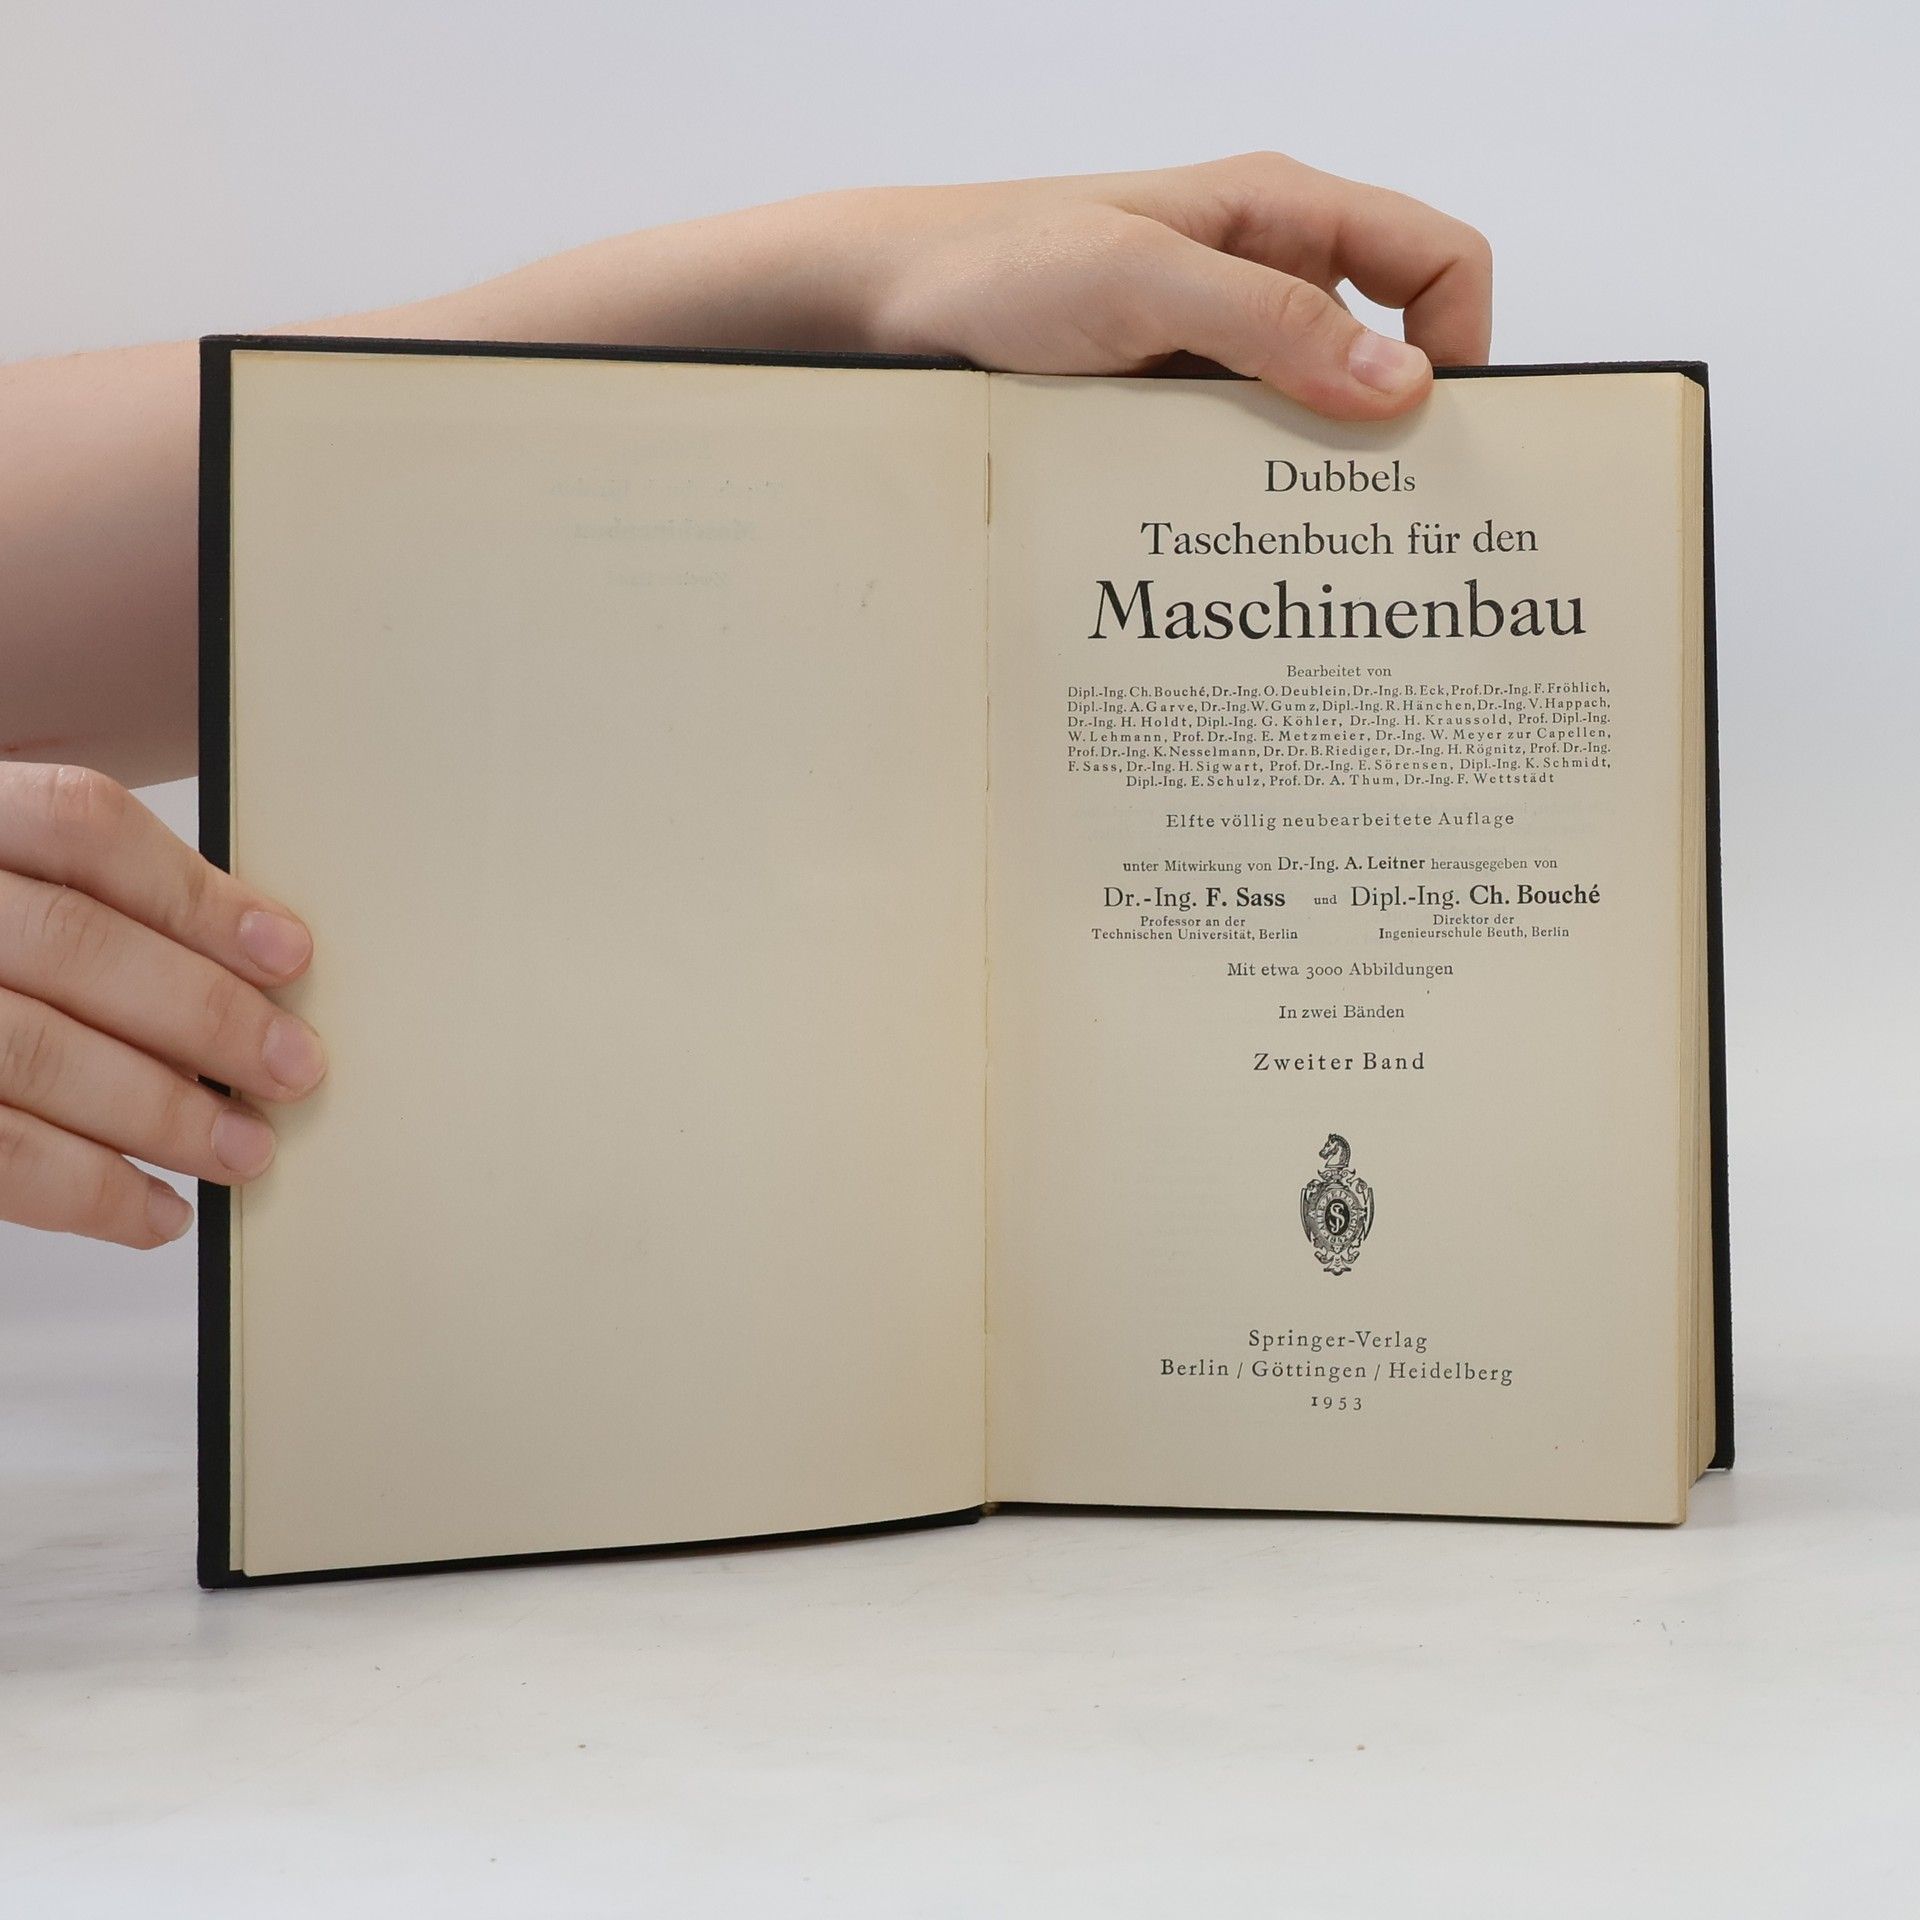 Dubbels
Taschenbuch für den
Maschinenbau
Bearbeitet von
Dipl.-Ing. Ch. Bouché, Dr.-Ing. O. Deublein, Dr.-Ing. B. Eck, Prof. Dr.-Ing. F. Fröhlich,
Dipl.-Ing. A. Garve, Dr.-Ing. W. Gumz, Dipl.-Ing. R. Hänchen, Dr.-Ing. V. Happach,
Dr.-Ing. H. Holdt, Dipl.-Ing. G. Köhler, Dr.-Ing. H. Kraussold, Prof. Dipl.-Ing.
W. Lehmann, Prof. Dr.-Ing. E. Metzmeier, Dr.-Ing. W. Meyer zur Capellen,
Prof. Dr.-Ing. K. Nesselmann, Dr. Dr. B. Riediger, Dr.-Ing. H. Rögnitz, Prof. Dr.-Ing.
F. Sass, Dr.-Ing. H. Sigwart, Prof. Dr.-Ing. E. Sörensen, Dipl.-Ing. K. Schmidt,
Dipl.-Ing. E. Schulz, Prof. Dr. A. Thum, Dr.-Ing. F. Wettstädt
Elfte völlig neubearbeitete Auflage
unter Mitwirkung von Dr.-Ing. A. Leitner herausgegeben von
Dr.-Ing. F. Sass und Dipl.-Ing. Ch. Bouché
Professor an der Direktor der
Technischen Universität, Berlin Ingenieurschule Beuth, Berlin
Mit etwa 3000 Abbildungen
In zwei Bänden
Zweiter Band
Springer-Verlag
Berlin / Göttingen / Heidelberg
1953